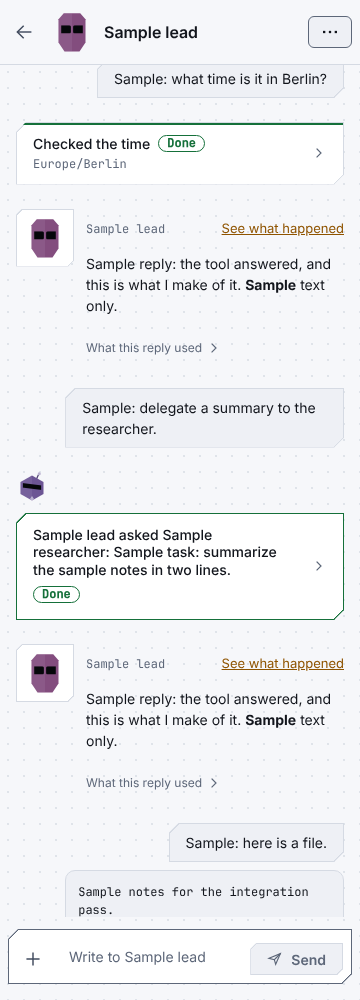 Sample lead
Sample: what time is it in Berlin?
Checked the time Done
Europe/Berlin
Sample lead See what happened
Sample reply: the tool answered, and
this is what I make of it. Sample text
only.
What this reply used
Sample: delegate a summary to the
researcher.
Sample lead asked Sample
researcher: Sample task: summarize
the sample notes in two lines.
Done
Sample lead See what happened
Sample reply: the tool answered, and
this is what I make of it. Sample text
only.
What this reply used
Sample: here is a file.
Sample notes for the integration
pass.
Write to Sample lead Send